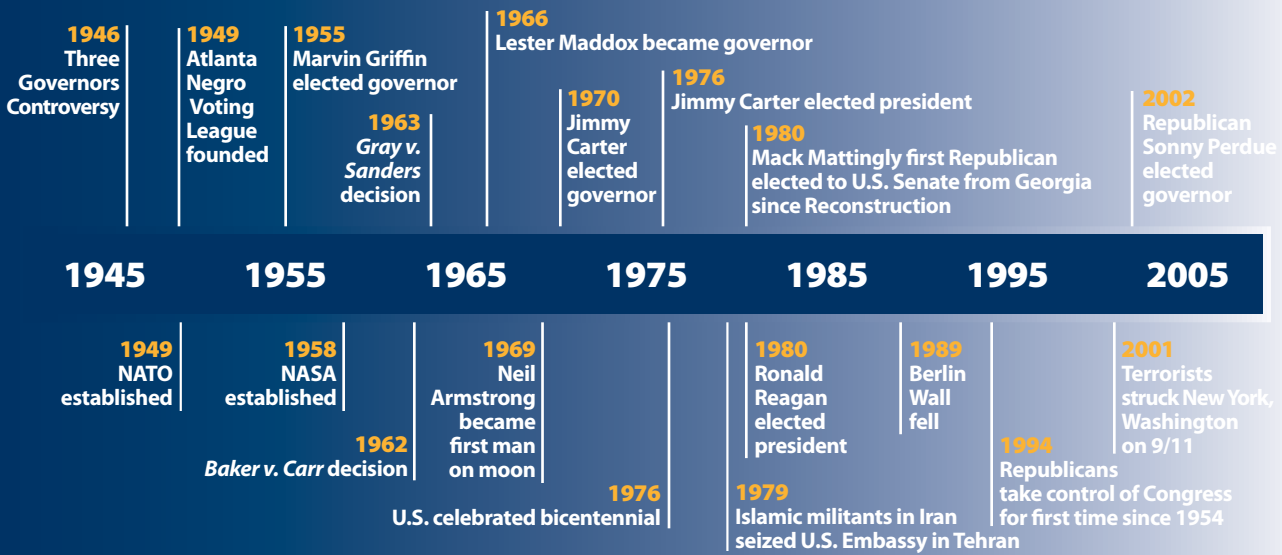 1946
Three
Governors
Controversy
1949
Atlanta
Negro
Voting
League
founded
1955
Marvin Griffin
elected governor
1963
Gray v.
Sanders
decision
1966
Lester Maddox became governor
1970
Jimmy
Carter
elected
governor
1976
Jimmy Carter elected president
1980
Mack Mattingly first Republican
elected to U.S. Senate from Georgia
since Reconstruction
2002
Republican
Sonny Perdue
elected
governor
1945 1955 1965 1975 1985 1995 2005
1949
NATO
established
1958
NASA
established
1962
Baker v. Carr decision
1969
Neil
Armstrong
became
first man
on moon
1976
U.S. celebrated bicentennial
1979
Islamic militants in Iran
seized U.S. Embassy in Tehran
1980
Ronald
Reagan
elected
president
1989
Berlin
Wall
fell
1994
Republicans
take control of Congress
for first time since 1954
2001
Terrorists
struck New York,
Washington
on 9/11